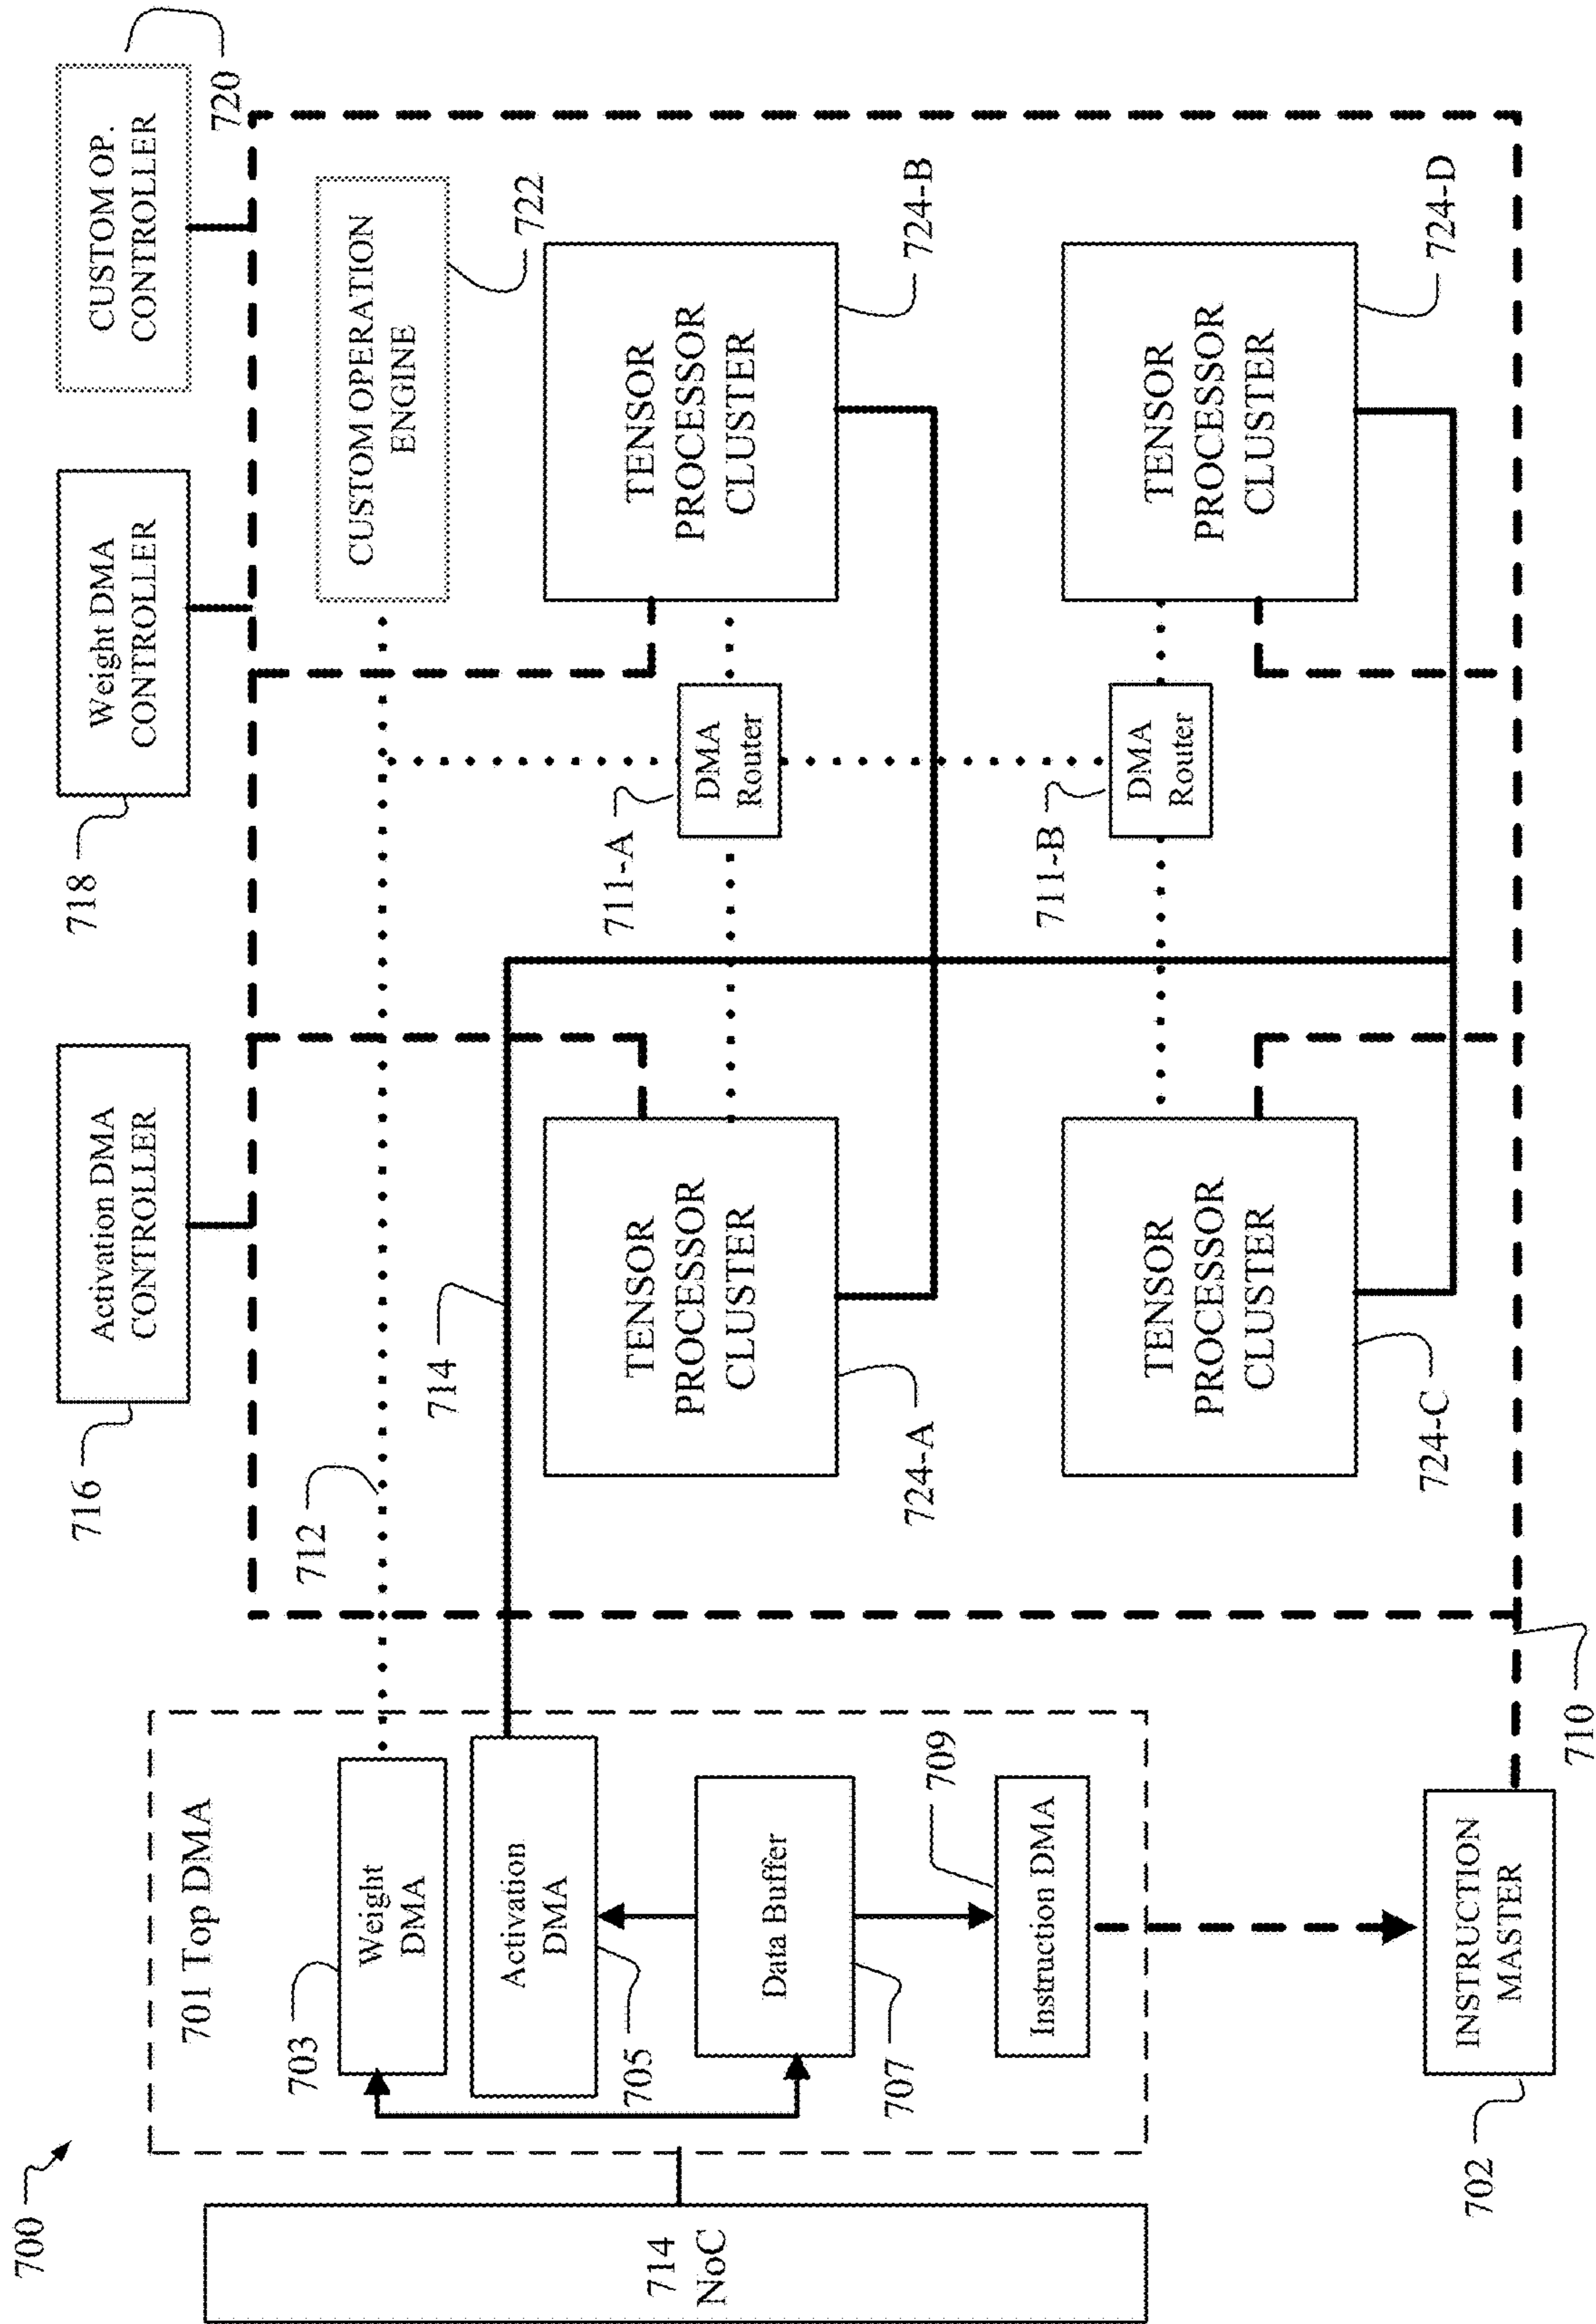 700
714
NoC
701 Top DMA
703
Weight
DMA
Activation
DMA
705
Data Buffer
707
709
Instruction DMA
702
INSTRUCTION
MASTER
710
712
714
716
Activation DMA
CONTROLLER
718
Weight DMA
CONTROLLER
CUSTOM OP.
CONTROLLER
720
CUSTOM OPERATION
ENGINE
722
TENSOR
PROCESSOR
CLUSTER
724-A
711-A
DMA
Router
TENSOR
PROCESSOR
CLUSTER
724-B
TENSOR
PROCESSOR
CLUSTER
724-C
711-B
DMA
Router
TENSOR
PROCESSOR
CLUSTER
724-D